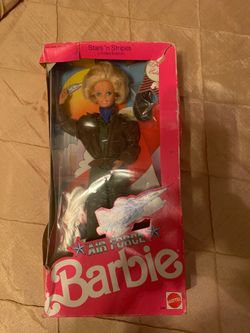 Stars 'n Stripes
AIR FORCE
Barbie
MATTEL